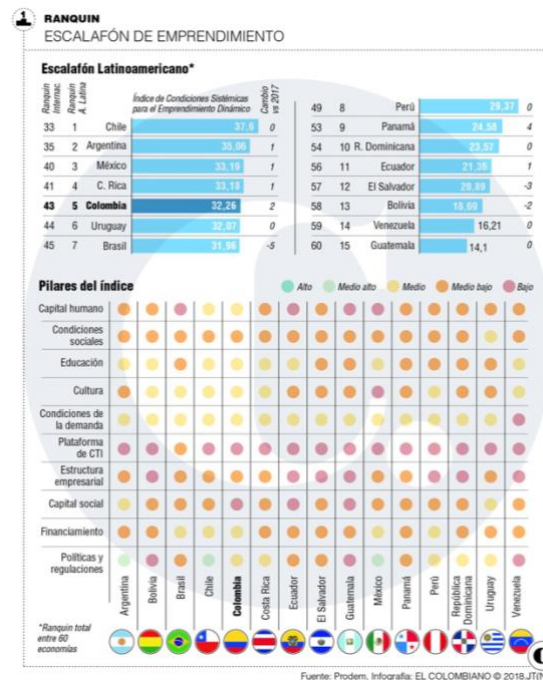 1 RANQUIN
ESCALAFÓN DE EMPRENDIMIENTO
Escalafón Latinoamericano*
Ranquin Internac.
Ranquin A. Latina
Índice de Condiciones Sistémicas
para el Emprendimiento Dinámico
Cambio vs 2017
33 1 Chile 37,6 0
35 2 Argentina 35,06 1
40 3 México 33,19 1
41 4 C. Rica 33,18 1
43 5 Colombia 32,26 2
44 6 Uruguay 32,07 0
45 7 Brasil 31,96 -5
49 8 Perú 29,37 0
53 9 Panamá 24,58 4
54 10 R. Dominicana 23,57 0
56 11 Ecuador 21,35 1
57 12 El Salvador 20,89 -3
58 13 Bolivia 18,69 -2
59 14 Venezuela 16,21 0
60 15 Guatemala 14,1 0
Pilares del índice
Alto Medio alto Medio Medio bajo Bajo
Capital humano
Condiciones
sociales
Educación
Cultura
Condiciones de
la demanda
Plataforma
de CTI
Estructura
empresarial
Capital social
Financiamiento
Políticas y
regulaciones
Argentina
Bolivia
Brasil
Chile
Colombia
Costa Rica
Ecuador
El Salvador
Guatemala
México
Panamá
Perú
República
Dominicana
Uruguay
Venezuela
*Ranquin total
entre 60
economías
Fuente: Prodem. Infografía: EL COLOMBIANO © 2018.